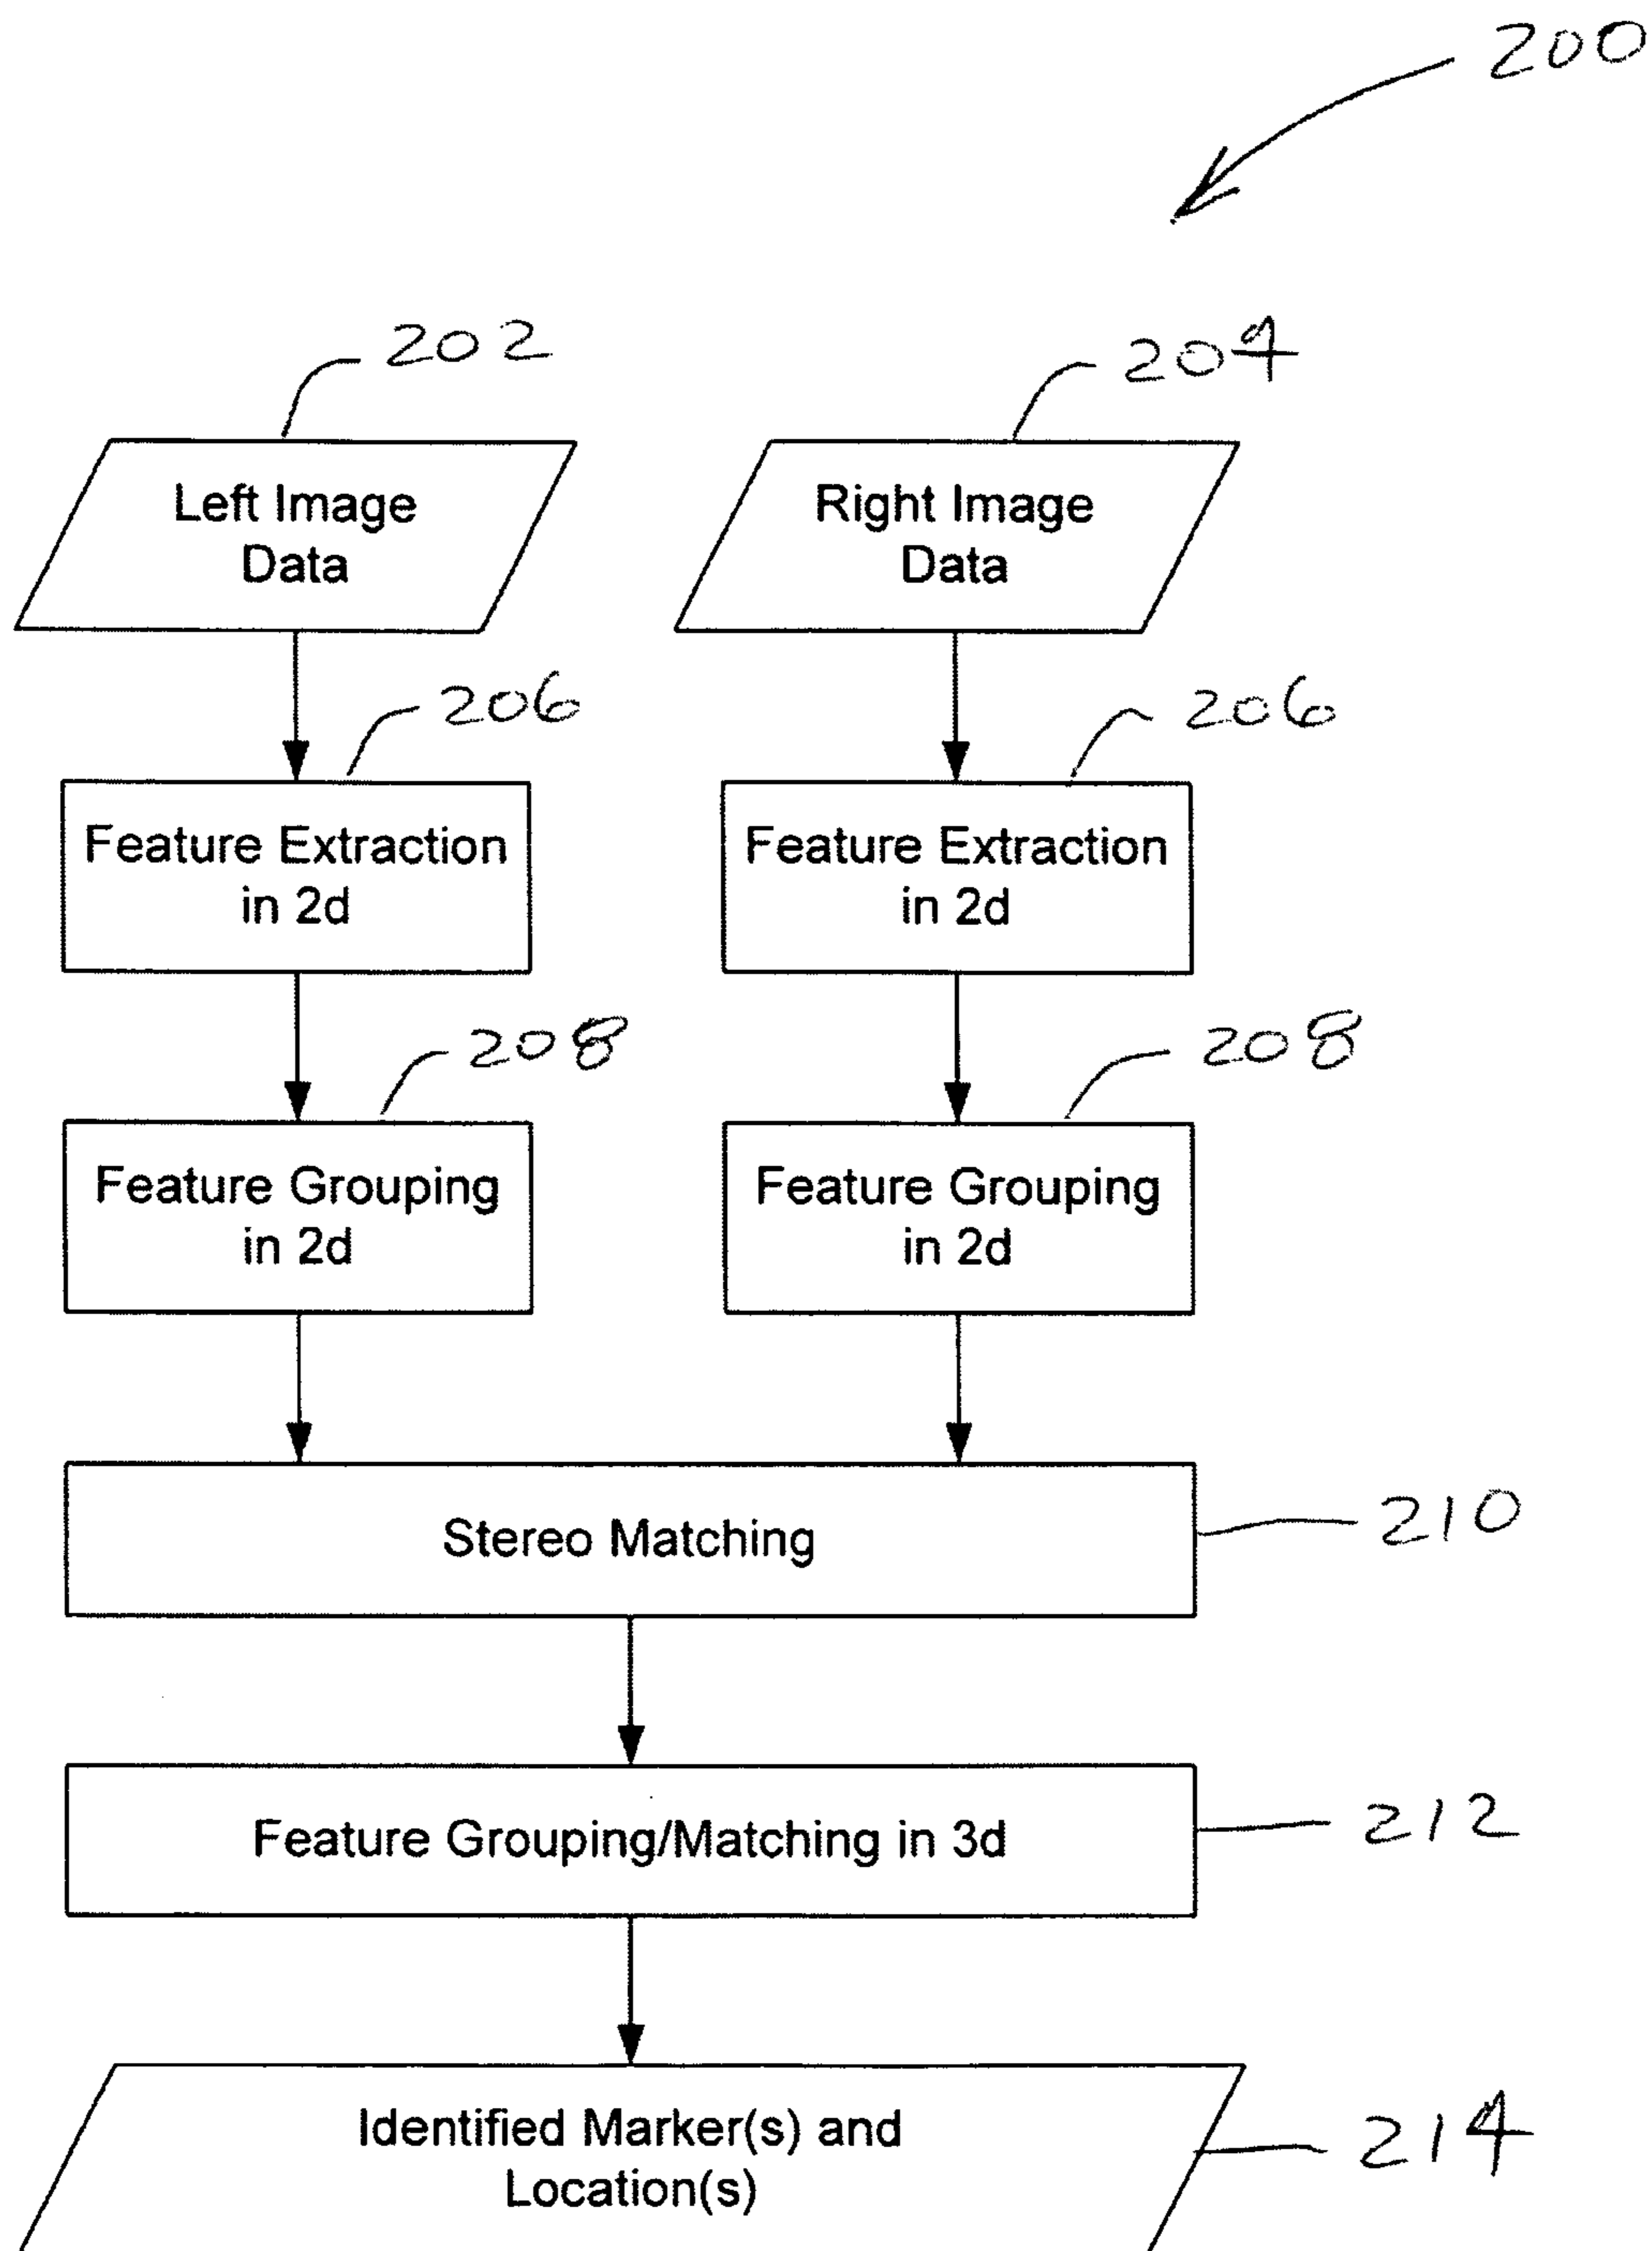 200
202
204
Left Image
Data
Right Image
Data
206
206
Feature Extraction
in 2d
Feature Extraction
in 2d
208
208
Feature Grouping
in 2d
Feature Grouping
in 2d
Stereo Matching
210
Feature Grouping/Matching in 3d
212
Identified Marker(s) and
Location(s)
214